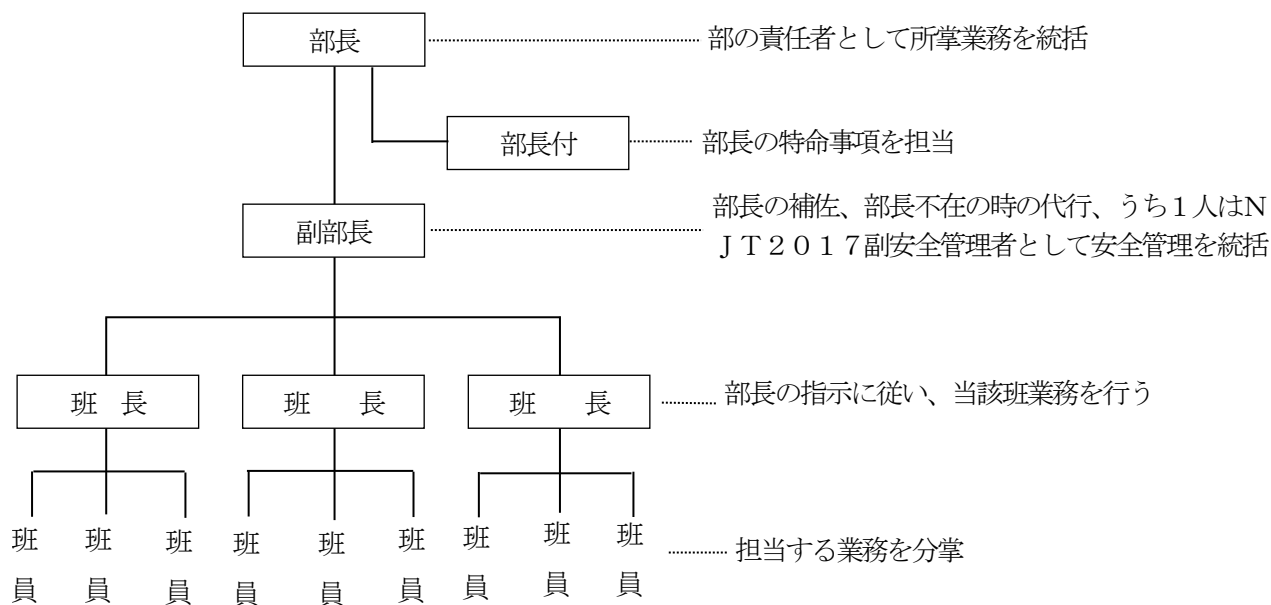 部長
部の責任者として所掌業務を統括
部長付
部長の特命事項を担当
副部長
部長の補佐、部長不在の時の代行、うち１人はN
ＪＴ２０１７副安全管理者として安全管理を統括
班　長
班　　長
班　　長
部長の指示に従い、当該班業務を行う
班員
班員
班員
班員
班員
班員
班員
班員
班員
担当する業務を分掌